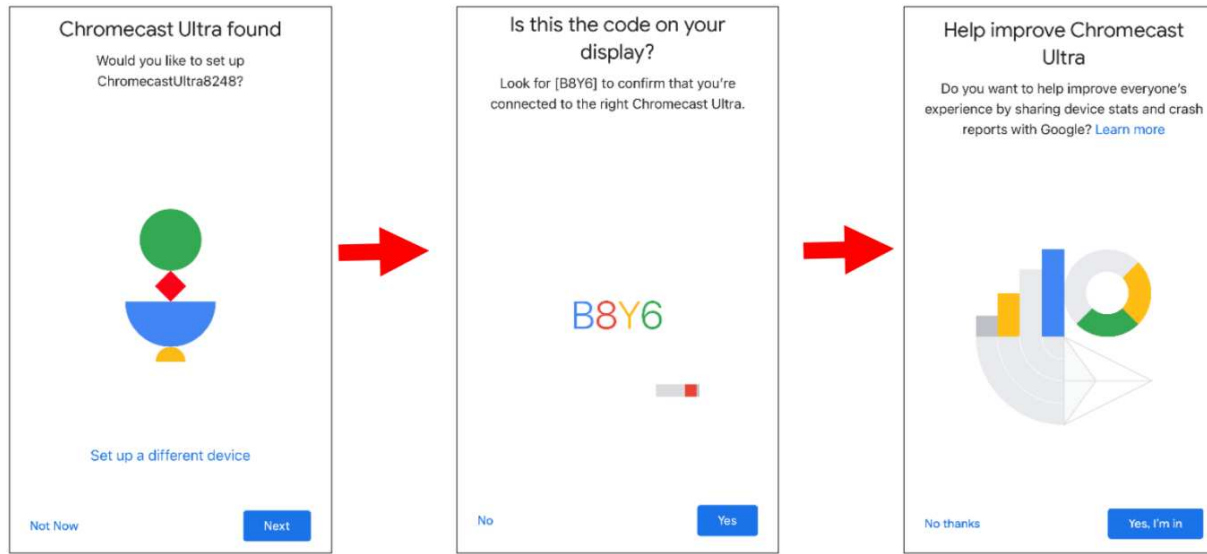 Chromecast Ultra found
Would you like to set up
ChromecastUltra8248?
Set up a different device
Not Now
Next
Is this the code on your
display?
Look for [B8Y6] to confirm that you're
connected to the right Chromecast Ultra.
B8Y6
No
Yes
Help improve Chromecast
Ultra
Do you want to help improve everyone's
experience by sharing device stats and crash
reports with Google? Learn more
No thanks
Yes, I'm in